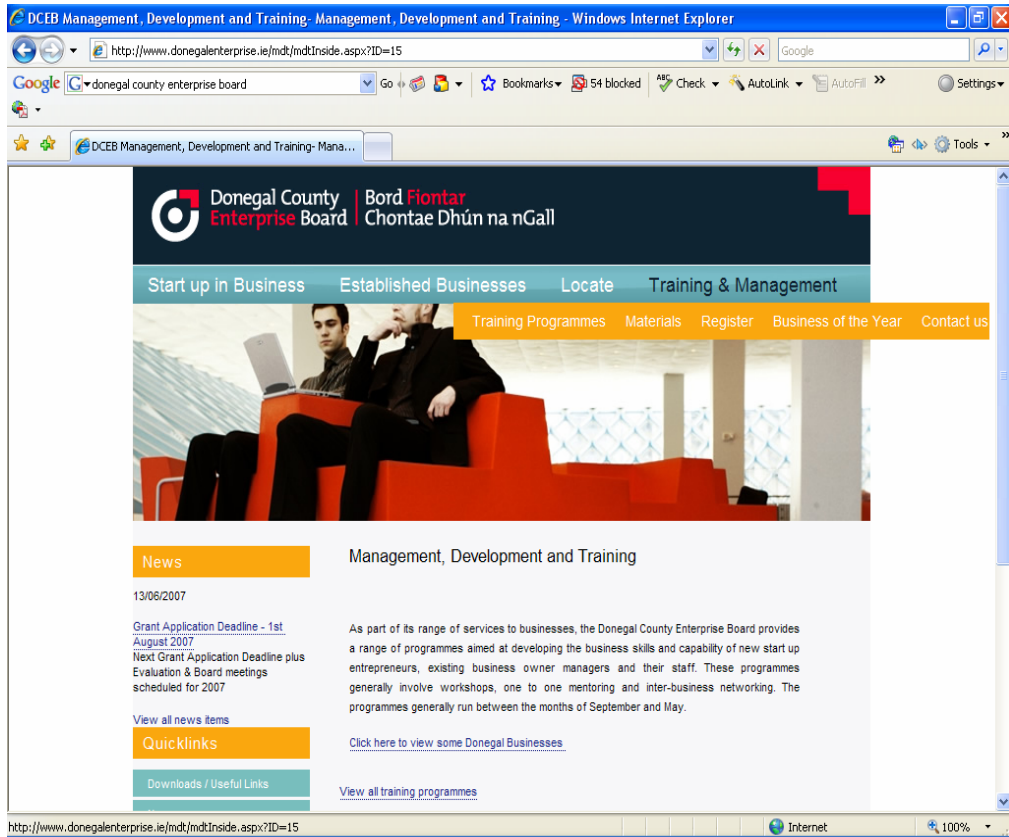 DCEB Management, Development and Training- Management, Development and Training - Windows Internet Explorer
http://www.donegalenterprise.ie/mdt/mdtInside.aspx?ID=15
Google
Google G donegal county enterprise board Go Bookmarks 54 blocked ABC Check AutoLink AutoFill » Settings
DCEB Management, Development and Training- Mana... Tools »
Donegal County
Enterprise Board
Bord Fiontar
Chontae Dhún na nGall
Start up in Business Established Businesses Locate Training & Management
Training Programmes Materials Register Business of the Year Contact us
News
13/06/2007
Grant Application Deadline - 1st
August 2007
Next Grant Application Deadline plus
Evaluation & Board meetings
scheduled for 2007
View all news items
Quicklinks
Downloads / Useful Links
Management, Development and Training
As part of its range of services to businesses, the Donegal County Enterprise Board provides
a range of programmes aimed at developing the business skills and capability of new start up
entrepreneurs, existing business owner managers and their staff. These programmes
generally involve workshops, one to one mentoring and inter-business networking. The
programmes generally run between the months of September and May.
Click here to view some Donegal Businesses
View all training programmes
http://www.donegalenterprise.ie/mdt/mdtInside.aspx?ID=15 Internet 100%